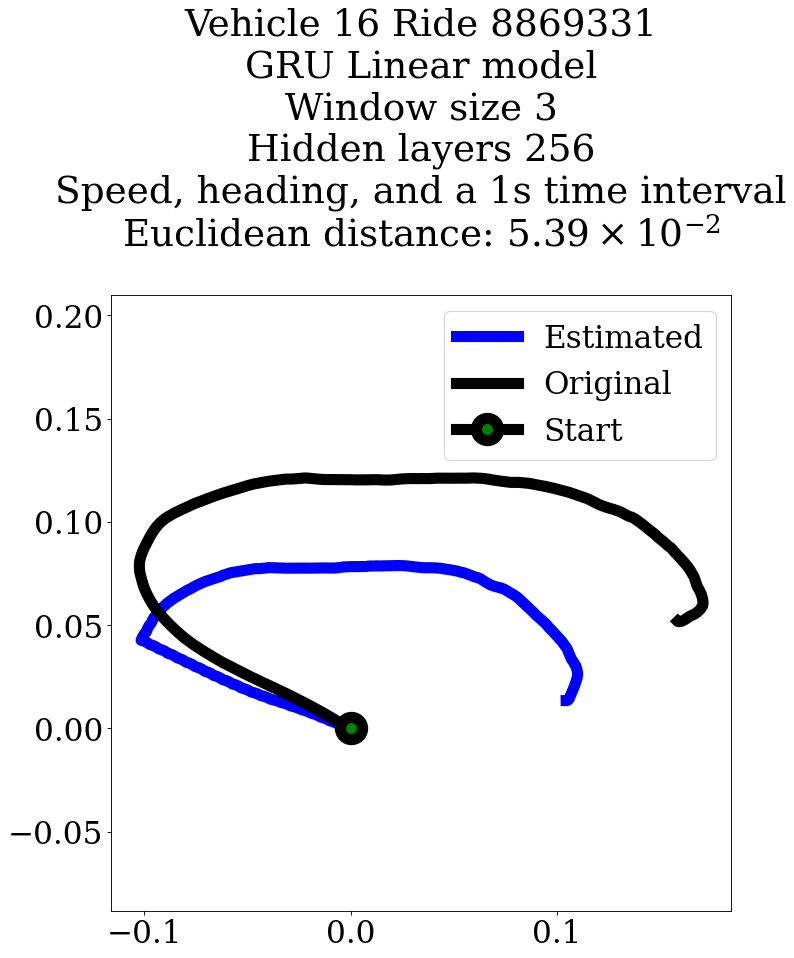 Vehicle 16 Ride 8869331
GRU Linear model
Window size 3
Hidden layers 256
Speed, heading, and a 1s time interval
Euclidean distance: 5.39 × 10⁻²
Estimated
Original
Start
0.20
0.15
0.10
0.05
0.00
−0.05
−0.1 0.0 0.1